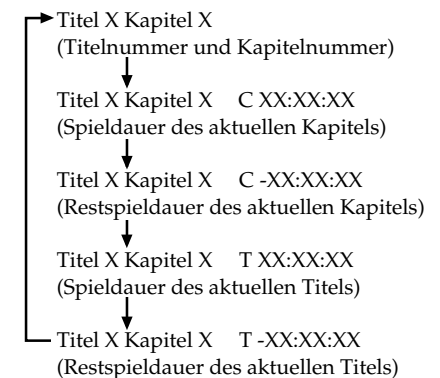 Titel X Kapitel X
(Titelnummer und Kapitelnummer)
Titel X Kapitel X C XX:XX:XX
(Spieldauer des aktuellen Kapitels)
Titel X Kapitel X C -XX:XX:XX
(Restspieldauer des aktuellen Kapitels)
Titel X Kapitel X T XX:XX:XX
(Spieldauer des aktuellen Titels)
Titel X Kapitel X T -XX:XX:XX
(Restspieldauer des aktuellen Titels)